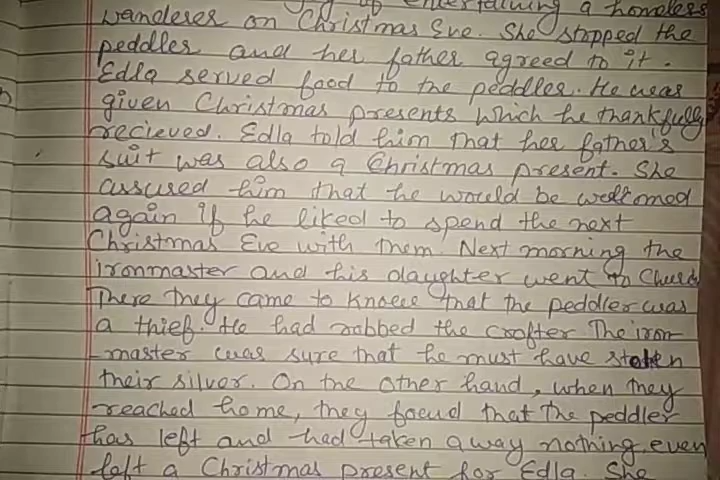 of entertaining a homeless
wanderer on Christmas Eve. She stopped the
peddler and her father agreed to it.
Edla served food to the peddler. He was
given Christmas presents which he thankfully
recieved. Edla told him that her father's
suit was also a Christmas present. She
assured him that he would be wellcomed
again if he liked to spend the next
Christmas Eve with them. Next morning the
ironmaster and his daughter went to Church
There they came to know that the peddler was
a thief. He had robbed the crofter. The iron-
-master was sure that he must have stolen
their silver. On the other hand, when they
reached home, they found that the peddler
has left and had taken away nothing, even
left a Christmas present for Edla. She